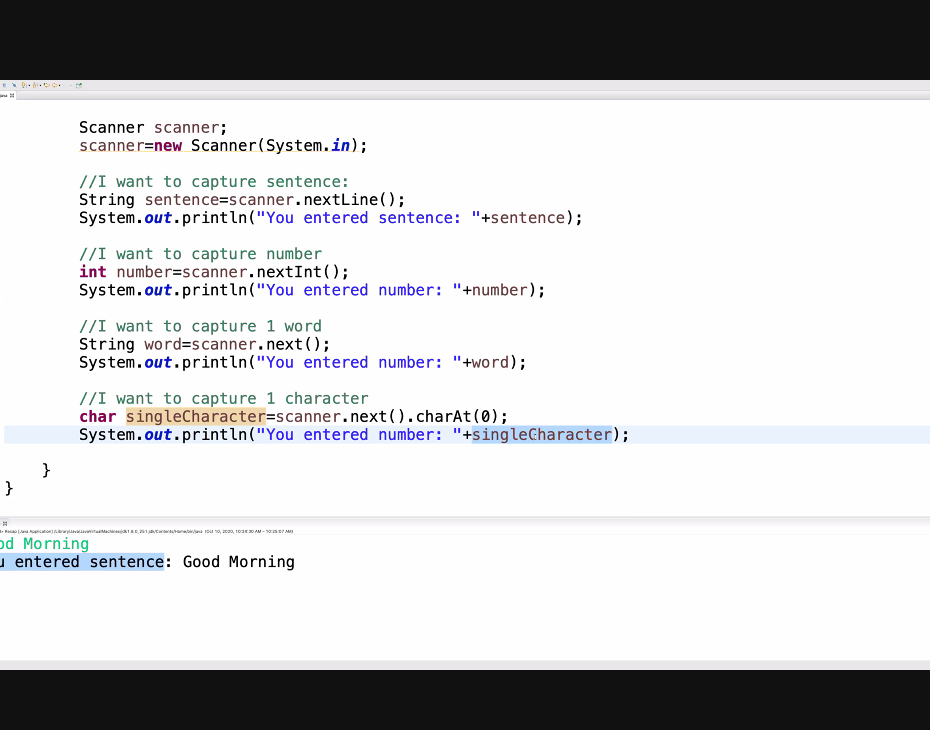 Scanner scanner;
scanner=new Scanner(System.in);
//I want to capture sentence:
String sentence=scanner.nextLine();
System.out.println("You entered sentence: "+sentence);
//I want to capture number
int number=scanner.nextInt();
System.out.println("You entered number: "+number);
//I want to capture 1 word
String word=scanner.next();
System.out.println("You entered number: "+word);
//I want to capture 1 character
char singleCharacter=scanner.next().charAt(0);
System.out.println("You entered number: "+singleCharacter);
}
}
od Morning
u entered sentence: Good Morning